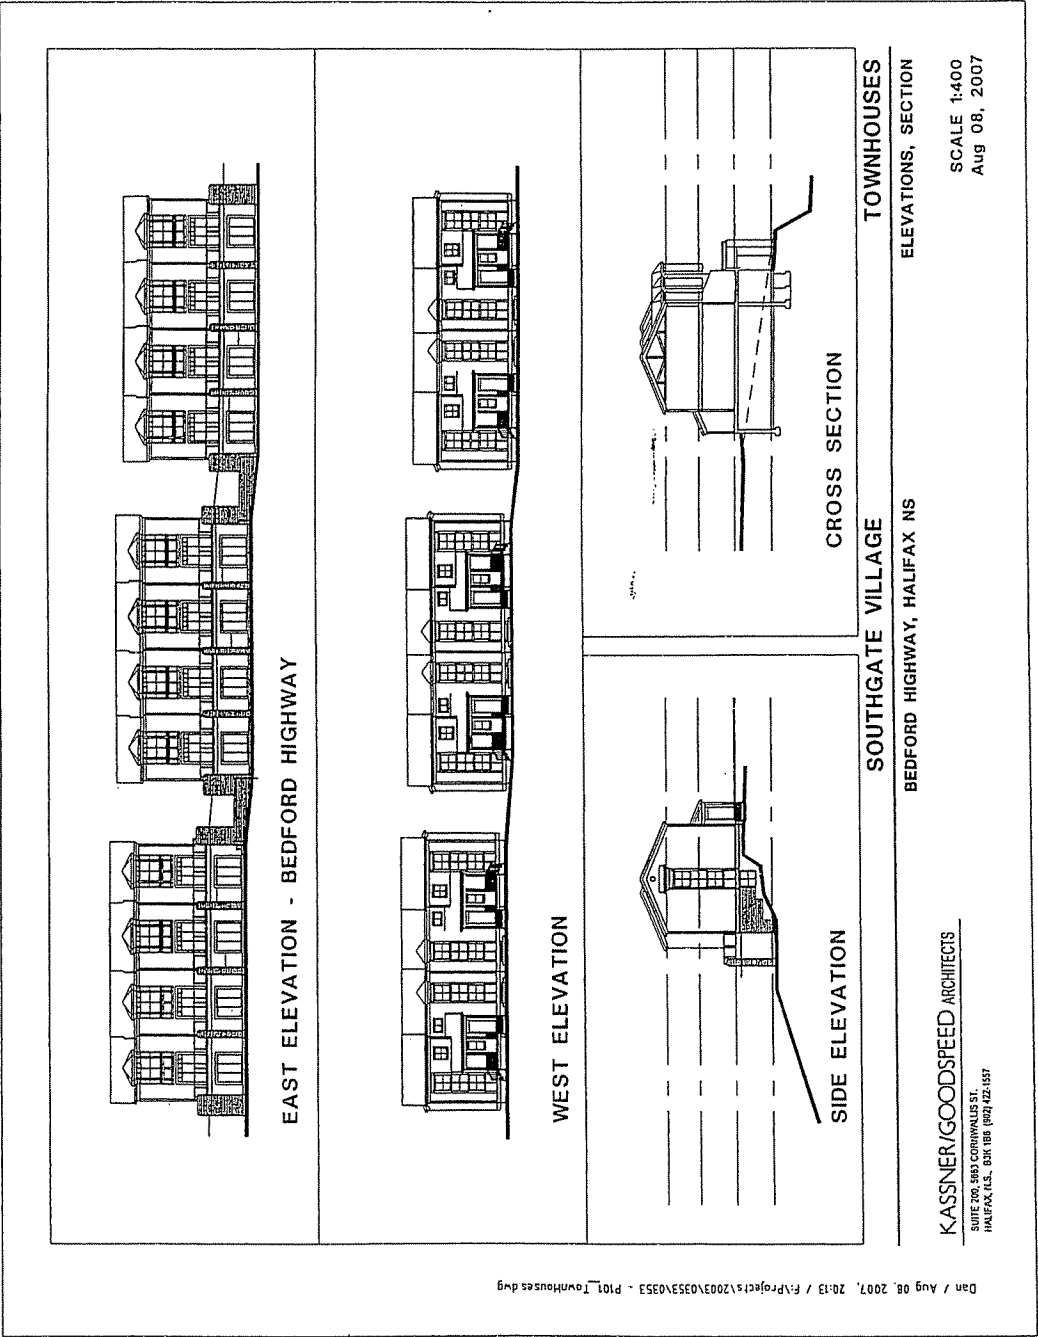 EAST ELEVATION - BEDFORD HIGHWAY
WEST ELEVATION
SIDE ELEVATION
CROSS SECTION
SOUTHGATE VILLAGE
TOWNHOUSES
BEDFORD HIGHWAY, HALIFAX NS
ELEVATIONS, SECTION
KASSNER/GOODSPEED ARCHITECTS
SUITE 200, 5663 CORNWALLIS ST.
HALIFAX, N.S., B3K 1B6 (902) 422-1557
SCALE 1:400
Aug 08, 2007
Dan / Aug 08, 2007, 20:13 / F:\Projects\2003\0353\0353 - P101_Townhouses.dwg